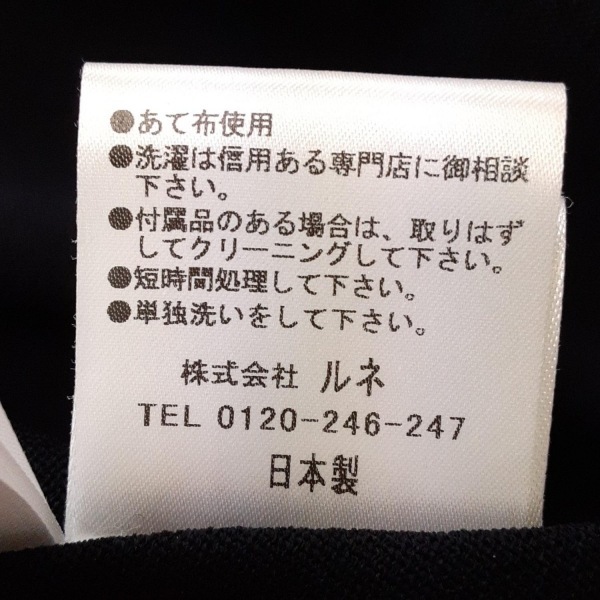 ●あて布使用
●洗濯は信用ある専門店に御相談
下さい。
●付属品のある場合は、取りはず
してクリーニングして下さい。
●短時間処理して下さい。
●単独洗いをして下さい。
株式会社 ルネ
TEL 0120-246-247
日本製